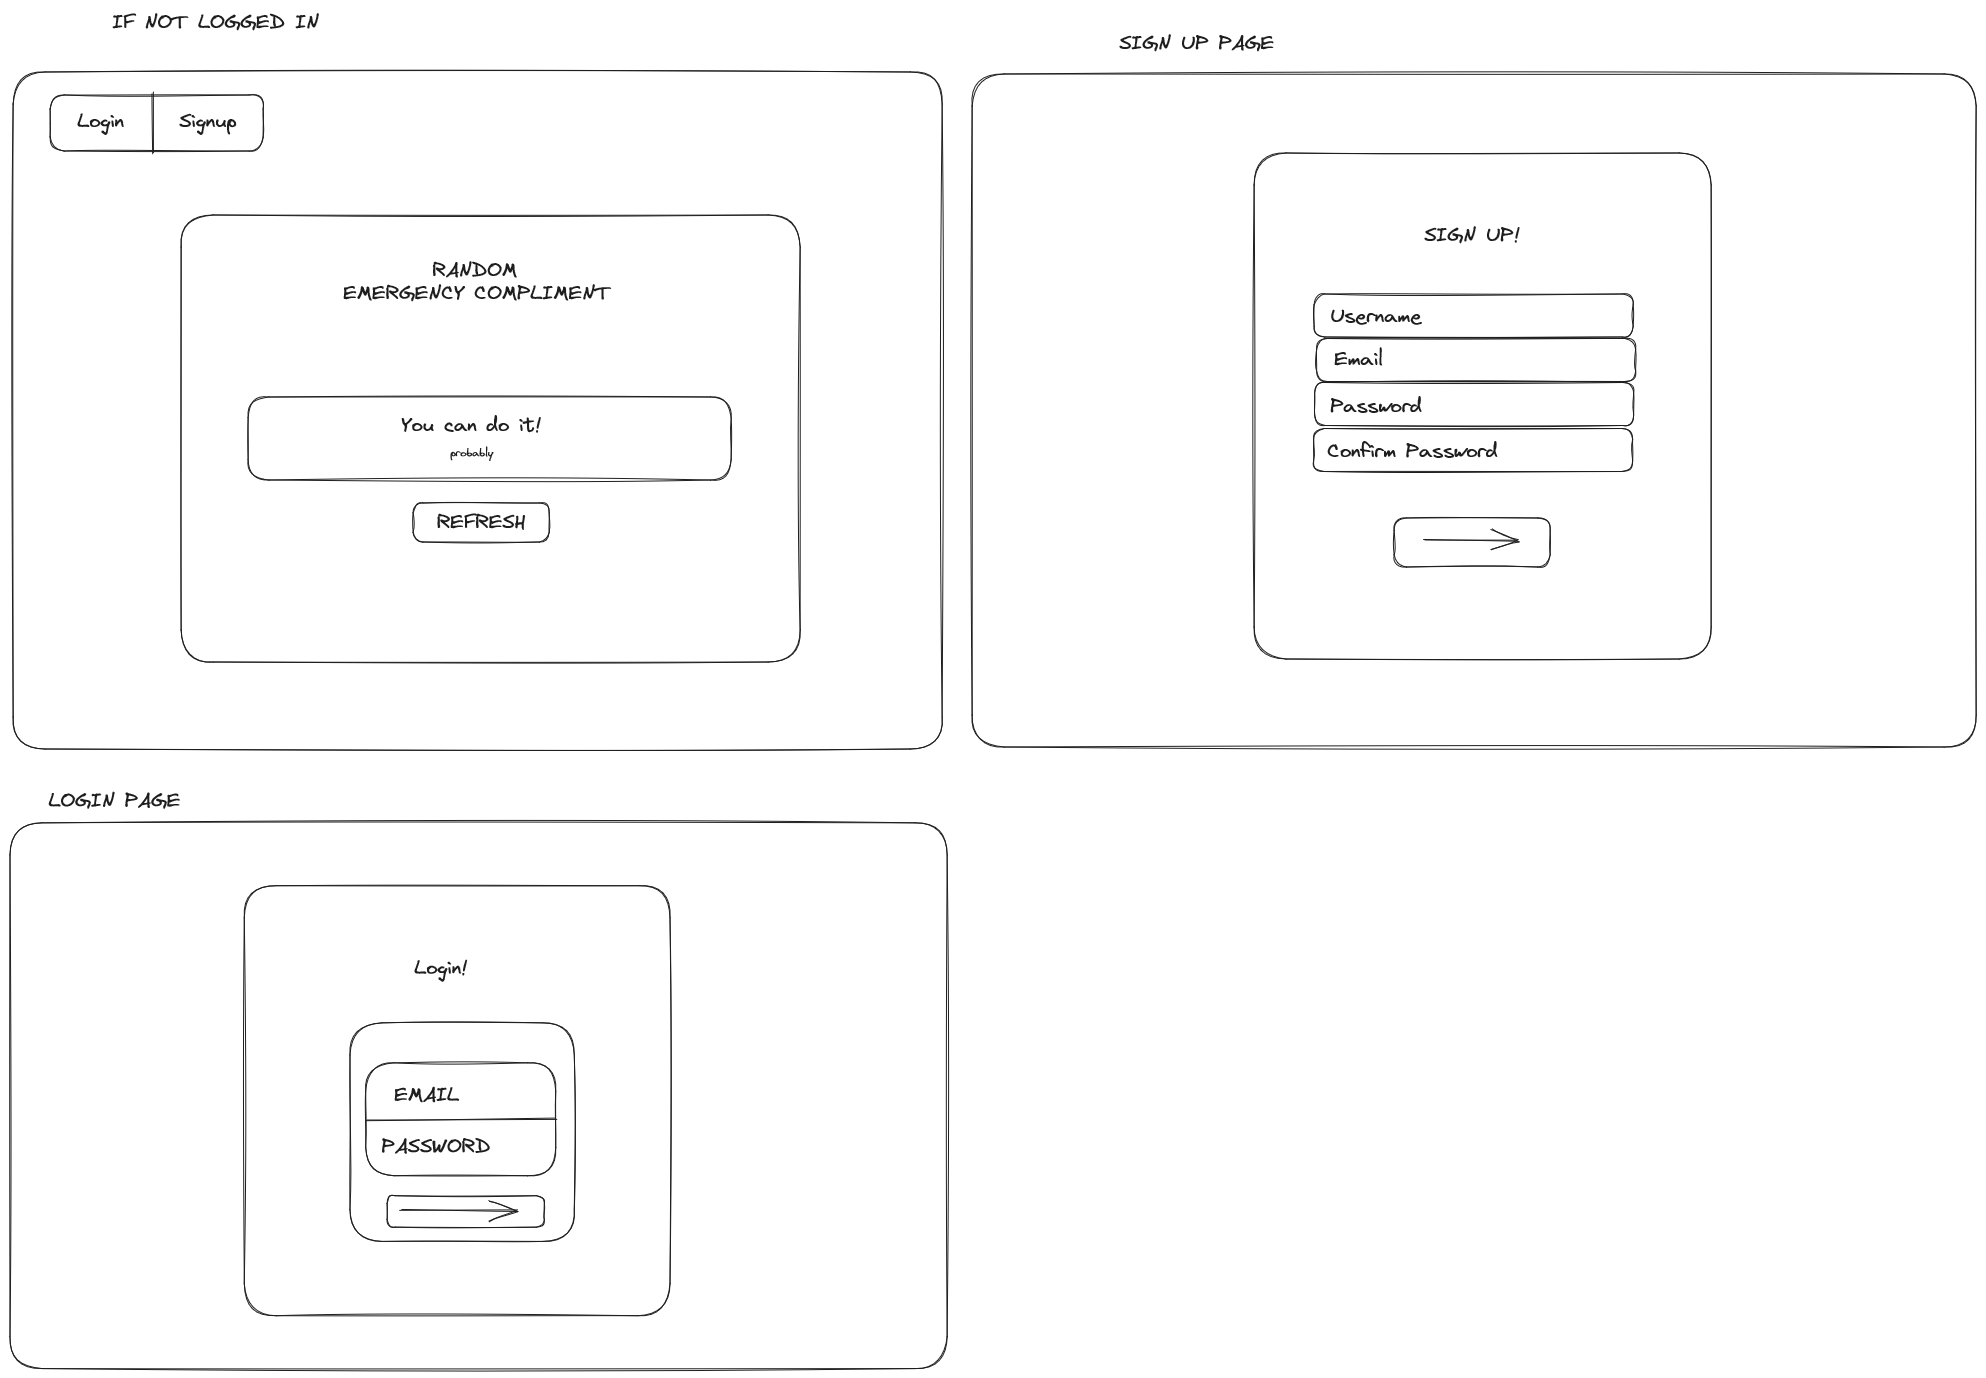 IF NOT LOGGED IN
Login
Signup
RANDOM
EMERGENCY COMPLIMENT
You can do it!
probably
REFRESH
SIGN UP PAGE
SIGN UP!
Username
Email
Password
Confirm Password
LOGIN PAGE
Login!
EMAIL
PASSWORD